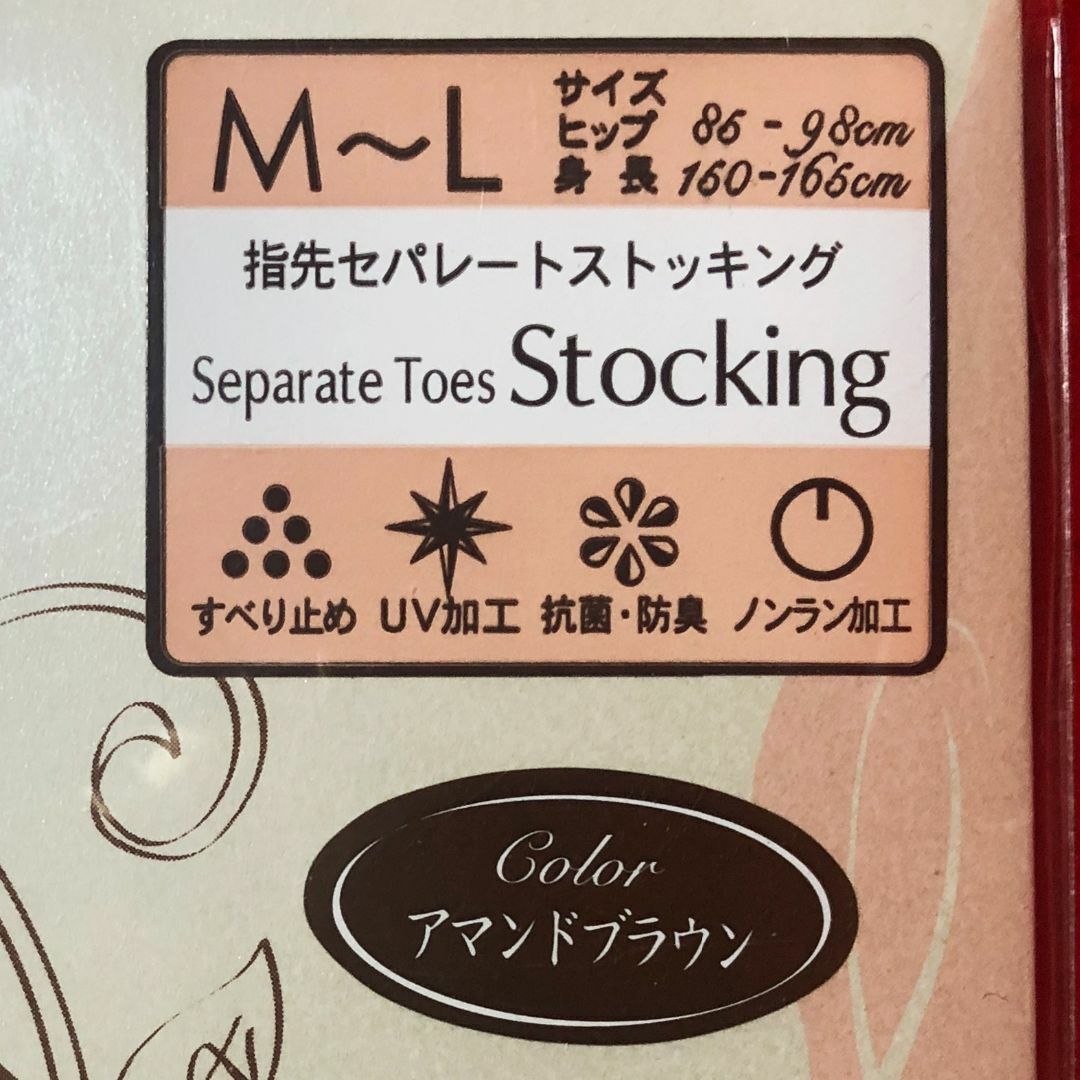 M～L
サイズ
ヒップ 85-98cm
身長 150-165cm
指先セパレートストッキング
Separate Toes Stocking
すべり止め UV加工 抗菌・防臭 ノンラン加工
Color
アマンドブラウン